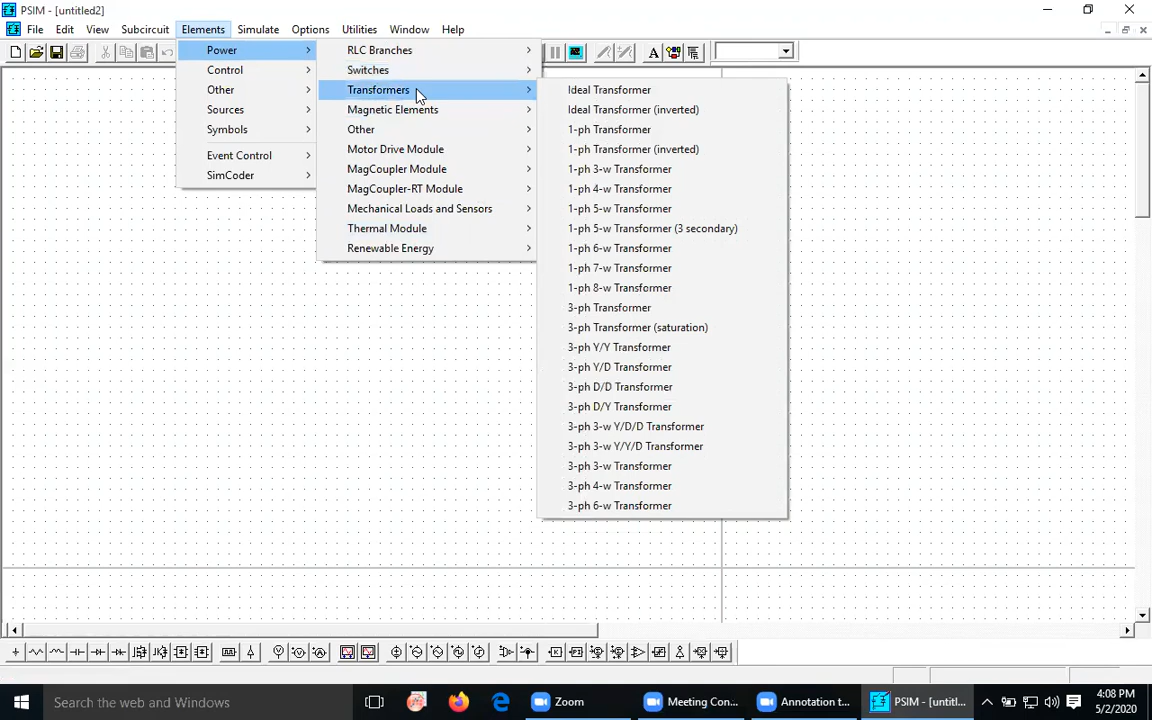 PSIM - [untitled2]
File Edit View Subcircuit Elements Simulate Options Utilities Window Help
Power
Control
Other
Sources
Symbols
Event Control
SimCoder
RLC Branches
Switches
Transformers
Magnetic Elements
Other
Motor Drive Module
MagCoupler Module
MagCoupler-RT Module
Mechanical Loads and Sensors
Thermal Module
Renewable Energy
Ideal Transformer
Ideal Transformer (inverted)
1-ph Transformer
1-ph Transformer (inverted)
1-ph 3-w Transformer
1-ph 4-w Transformer
1-ph 5-w Transformer
1-ph 5-w Transformer (3 secondary)
1-ph 6-w Transformer
1-ph 7-w Transformer
1-ph 8-w Transformer
3-ph Transformer
3-ph Transformer (saturation)
3-ph Y/Y Transformer
3-ph Y/D Transformer
3-ph D/D Transformer
3-ph D/Y Transformer
3-ph 3-w Y/D/D Transformer
3-ph 3-w Y/Y/D Transformer
3-ph 3-w Transformer
3-ph 4-w Transformer
3-ph 6-w Transformer
Search the web and Windows
Zoom
Meeting Con...
Annotation t...
PSIM - [untitl...
4:08 PM
5/2/2020